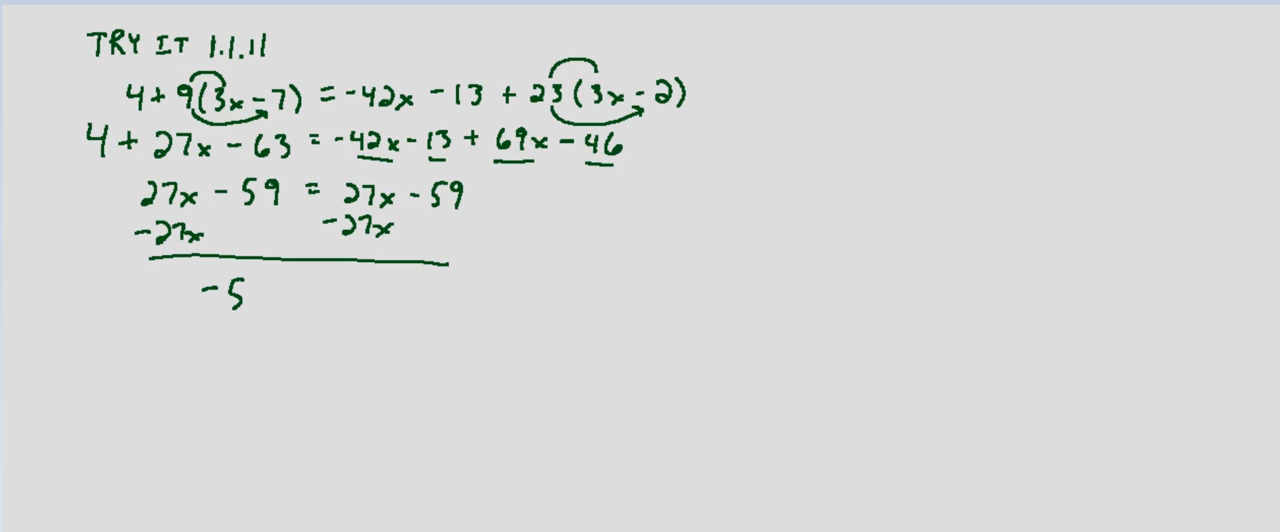 TRY IT 1.1.11
4 + 9(3x - 7) = -42x - 13 + 23(3x - 2)
4 + 27x - 63 = -42x - 13 + 69x - 46
27x - 59 = 27x - 59
-27x -27x
-5